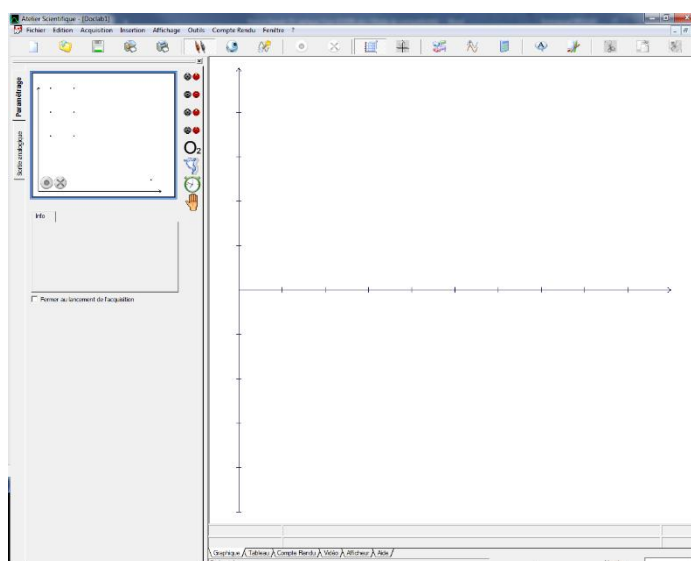 Atelier Scientifique - [Doclab1]
Fichier Edition Acquisition Insertion Affichage Outils Compte Rendu Fenêtre ?
Paramétrage
Sortie analogique
O₂
Info
Fermer au lancement de l'acquisition
Graphique Tableau Compte Rendu Vidéo Afficheur Aide